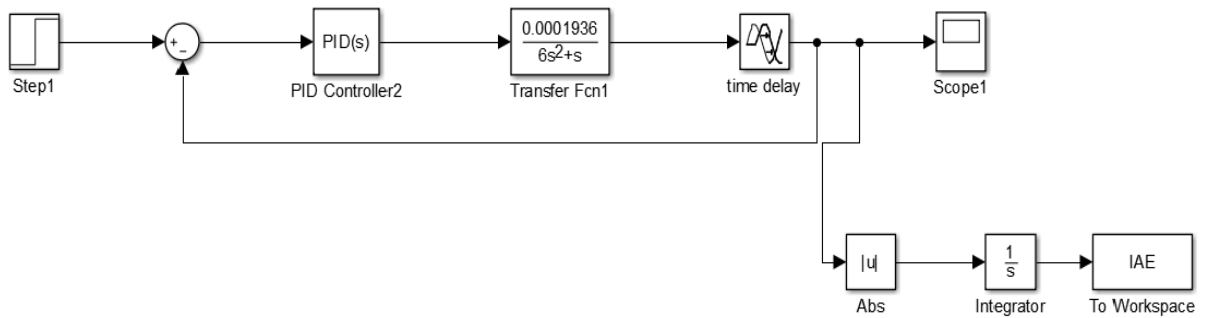 +
−
PID(s)
0.0001936
6s²+s
Step1
PID Controller2
Transfer Fcn1
time delay
Scope1
|u|
1
s
IAE
Abs
Integrator
To Workspace